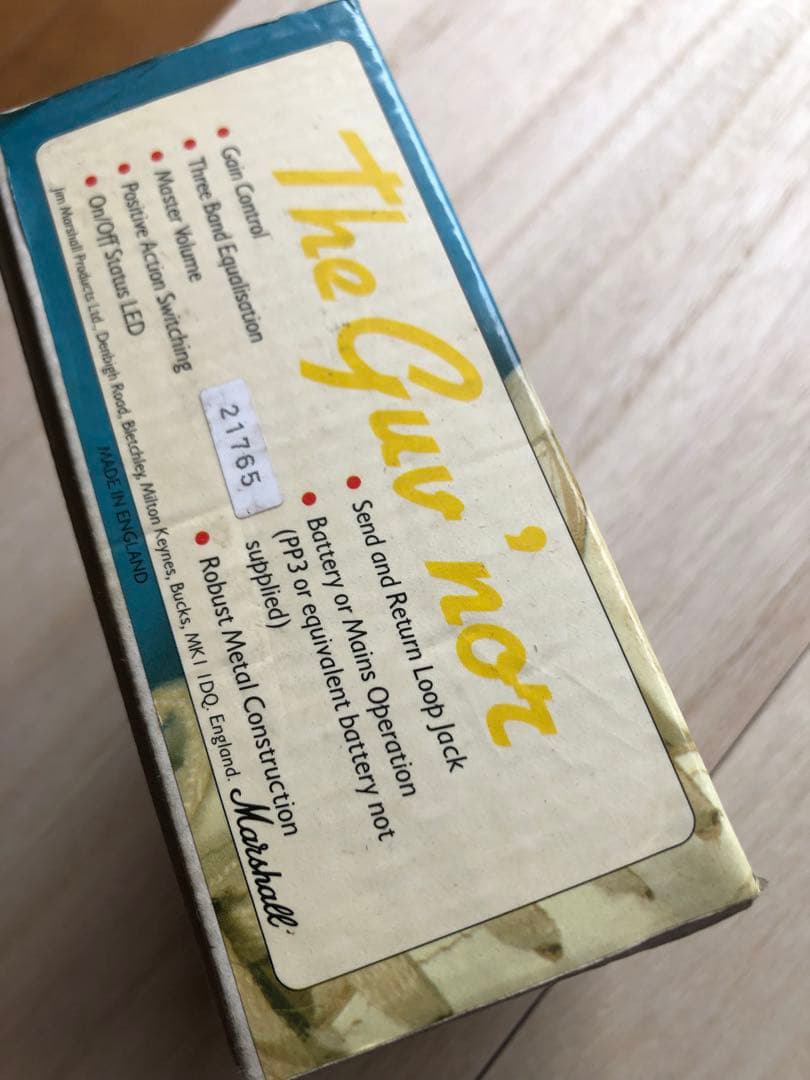 The Guv'nor
• Gain Control
• Three Band Equalisation
• Master Volume
• Positive Action Switching
• On/Off Status LED
• Send and Return Loop Jack
• Battery or Mains Operation
(PP3 or equivalent battery not
supplied)
• Robust Metal Construction
21765
Jim Marshall Products Ltd., Denbigh Road, Bletchley, Milton Keynes, Bucks, MK1 1DQ. England.
Marshall
MADE IN ENGLAND